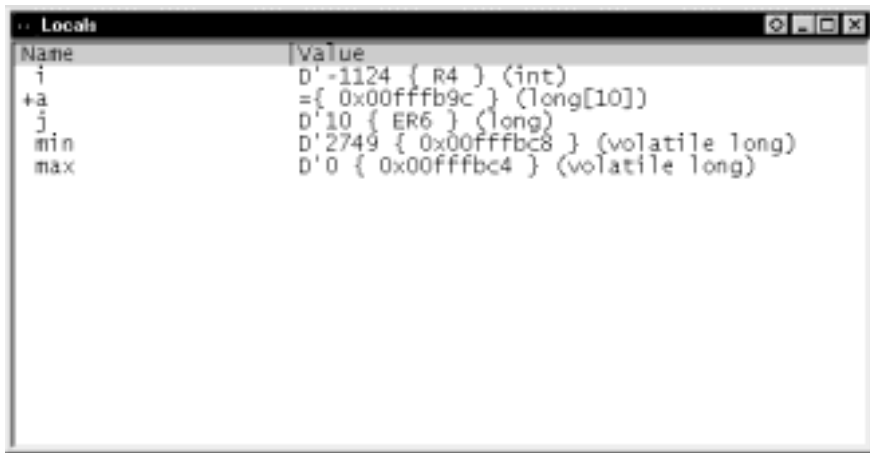 Locals
Name Value
i D'-1124 { R4 } (int)
+a ={ 0x00fffb9c } (long[10])
j D'10 { ER6 } (long)
min D'2749 { 0x00fffbc8 } (volatile long)
max D'0 { 0x00fffbc4 } (volatile long)